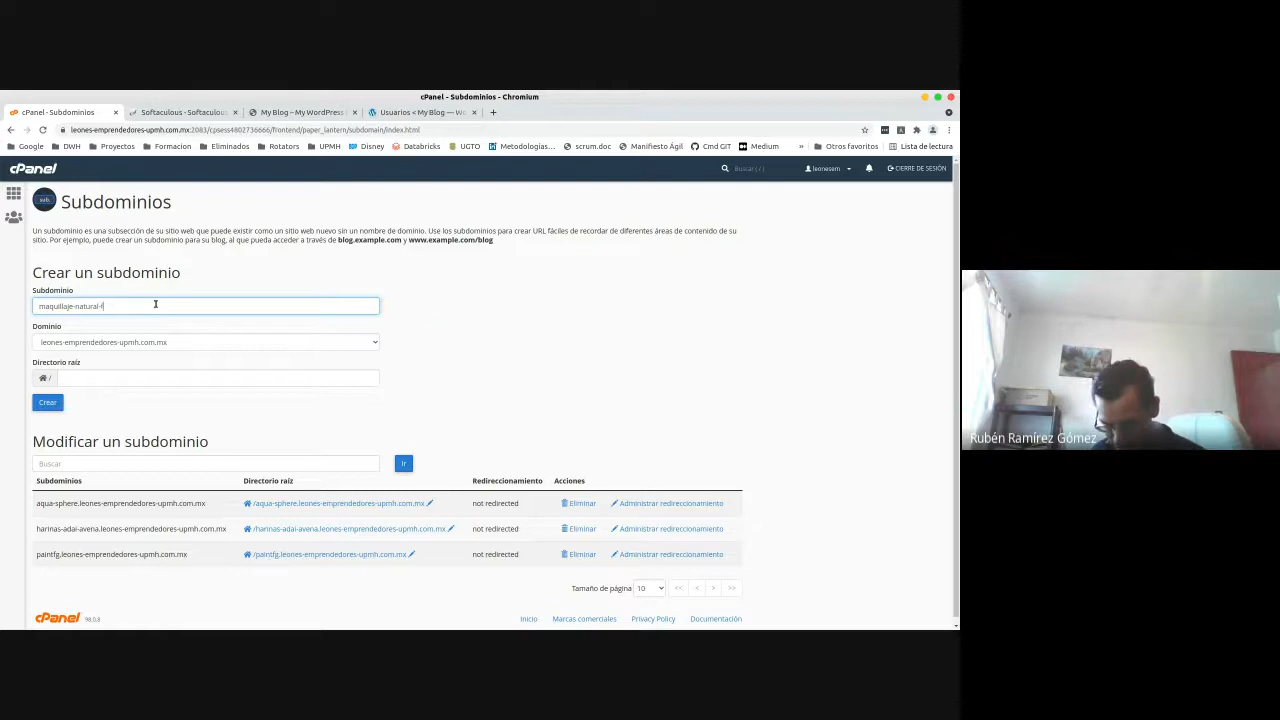 cPanel - Subdominios - Chromium
cPanel - Subdominios
Softaculous - Softaculous
My Blog – My WordPress
Usuarios < My Blog — Wo
leones-emprendedores-upmh.com.mx:2083/cpsess4802736666/frontend/paper_lantern/subdomain/index.html
Google DWH Proyectos Formacion Eliminados Rotators UPMH Disney Databricks UGTO Metodologías... scrum.doc Manifiesto Ágil Cmd GIT Medium » Otros favoritos Lista de lectura
cPanel Buscar ( / ) leonesem CIERRE DE SESIÓN
sub. Subdominios
Un subdominio es una subsección de su sitio web que puede existir como un sitio web nuevo sin un nombre de dominio. Use los subdominios para crear URL fáciles de recordar de diferentes áreas de contenido de su
sitio. Por ejemplo, puede crear un subdominio para su blog, al que pueda acceder a través de blog.example.com y www.example.com/blog
Crear un subdominio
Subdominio
maquillaje-natural-f
Dominio
leones-emprendedores-upmh.com.mx
Directorio raíz
/
Crear
Modificar un subdominio
Buscar Ir
Subdominios Directorio raíz Redireccionamiento Acciones
aqua-sphere.leones-emprendedores-upmh.com.mx /aqua-sphere.leones-emprendedores-upmh.com.mx not redirected Eliminar Administrar redireccionamiento
harinas-adai-avena.leones-emprendedores-upmh.com.mx /harinas-adai-avena.leones-emprendedores-upmh.com.mx not redirected Eliminar Administrar redireccionamiento
paintfg.leones-emprendedores-upmh.com.mx /paintfg.leones-emprendedores-upmh.com.mx not redirected Eliminar Administrar redireccionamiento
Tamaño de página 10 << < > >>
cPanel 98.0.8 Inicio Marcas comerciales Privacy Policy Documentación
Rubén Ramírez Gómez